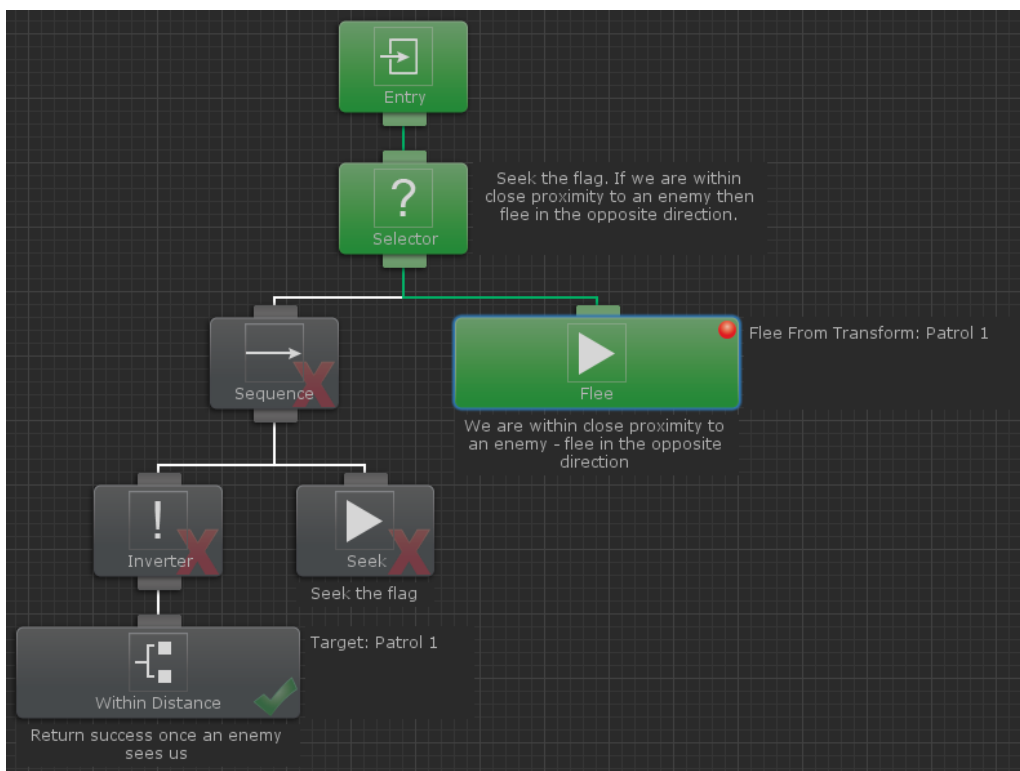 Entry
Seek the flag. If we are within
close proximity to an enemy then
flee in the opposite direction.
?
Selector
Sequence
Flee
Flee From Transform: Patrol 1
We are within close proximity to
an enemy - flee in the opposite
direction
!
Inverter
Seek
Seek the flag
Within Distance
Target: Patrol 1
Return success once an enemy
sees us